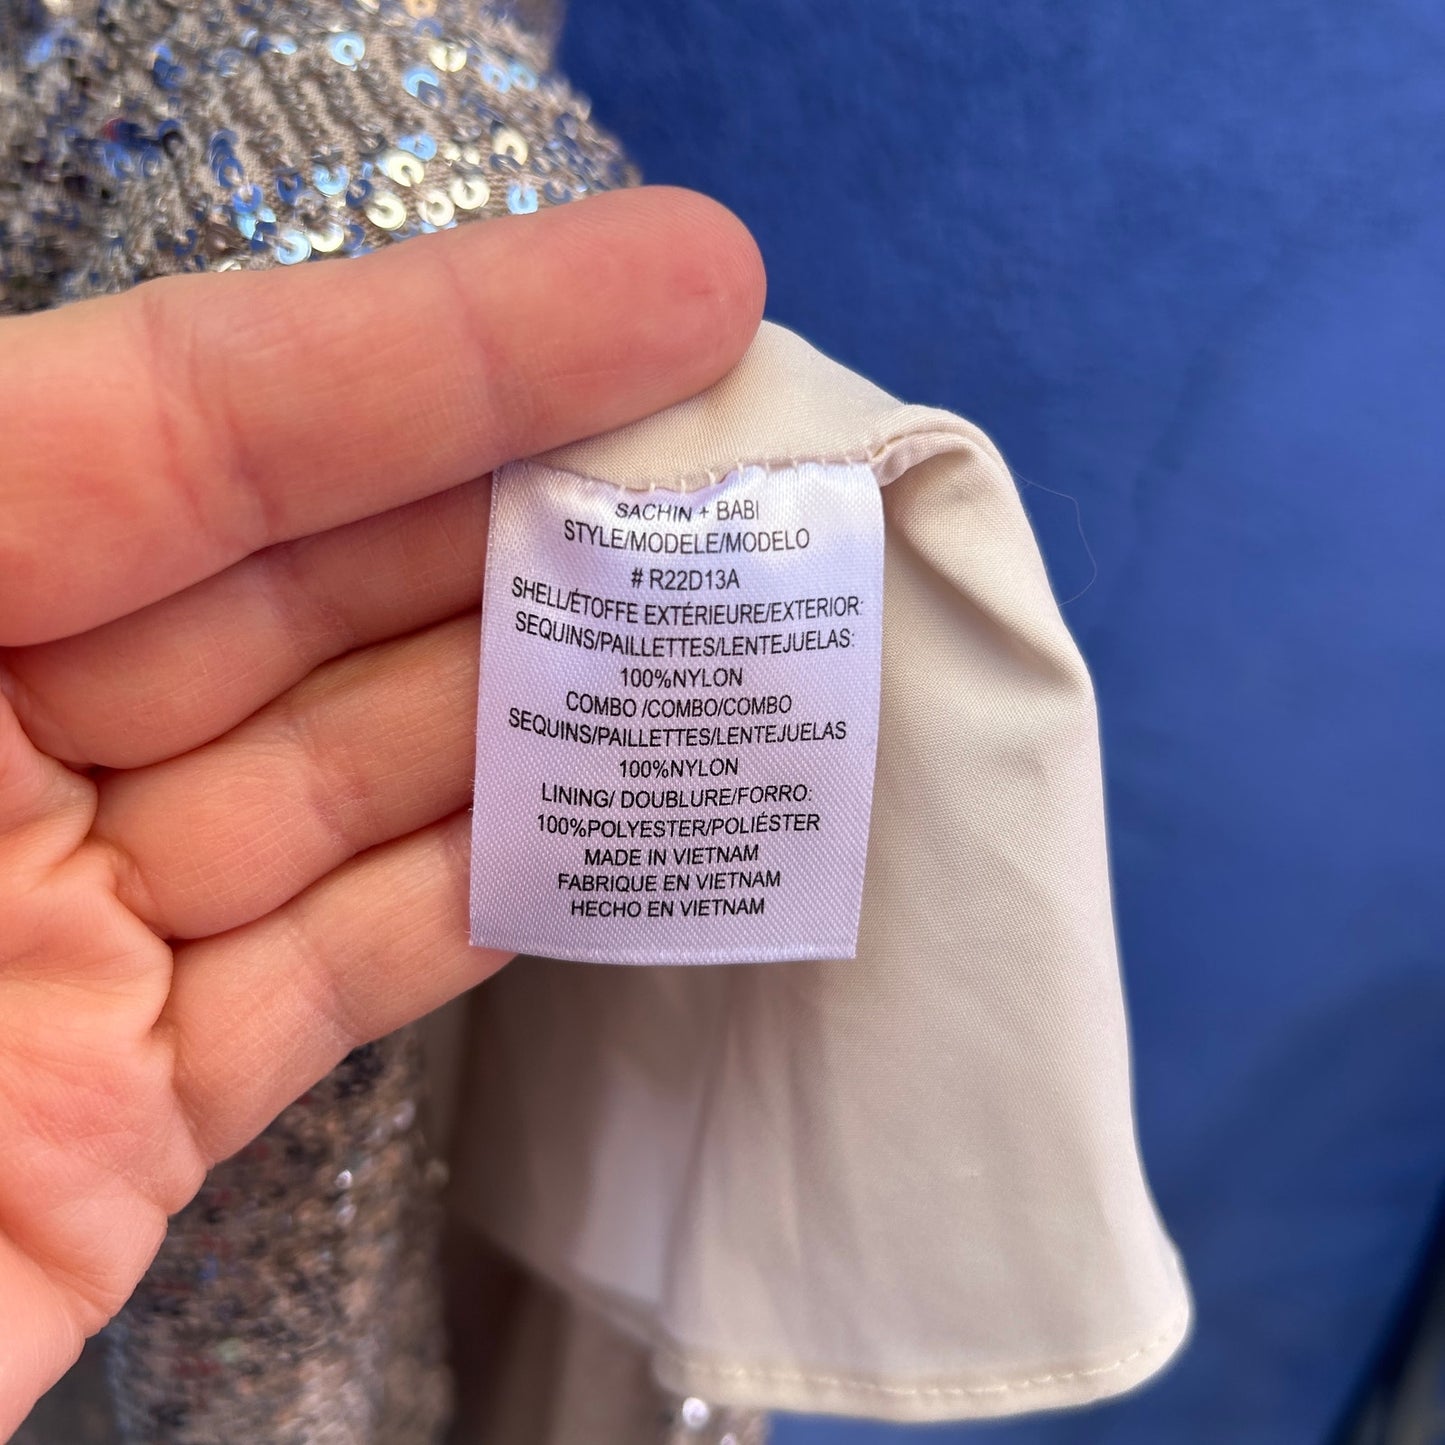 SACHIN + BABI
STYLE/MODELE/MODELO
# R22D13A
SHELL/ÉTOFFE EXTÉRIEURE/EXTERIOR:
SEQUINS/PAILLETTES/LENTEJUELAS:
100%NYLON
COMBO /COMBO/COMBO
SEQUINS/PAILLETTES/LENTEJUELAS
100%NYLON
LINING/ DOUBLURE/FORRO:
100%POLYESTER/POLIÉSTER
MADE IN VIETNAM
FABRIQUE EN VIETNAM
HECHO EN VIETNAM